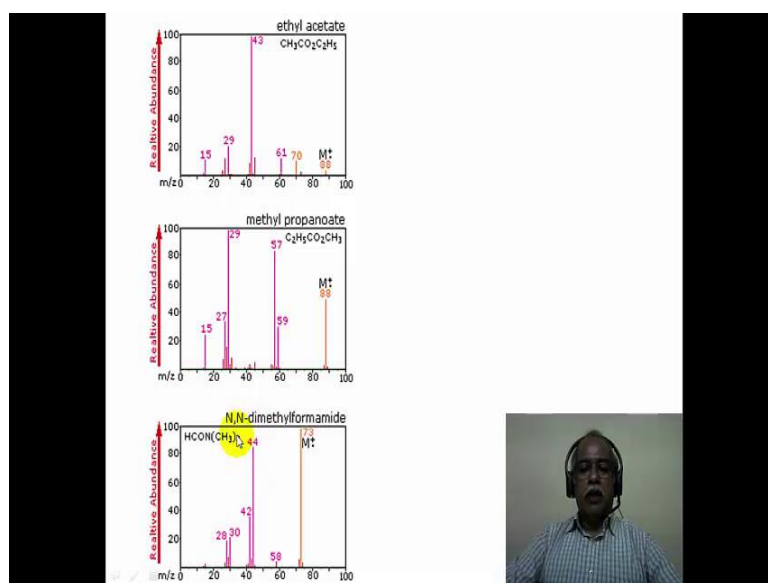 ethyl acetate
CH₃CO₂C₂H₅
Realtive Abundance
100
80
60
40
20
15
29
43
61
70
M‡
88
m/z 0 20 40 60 80 100
methyl propanoate
C₂H₅CO₂CH₃
Realtive Abundance
100
80
60
40
20
15
27
29
57
59
M‡
88
m/z 0 20 40 60 80 100
N,N-dimethylformamide
HCON(CH₃)
Realtive Abundance
100
80
60
40
20
28
30
42
44
58
73
M‡
m/z 0 20 40 60 80 100